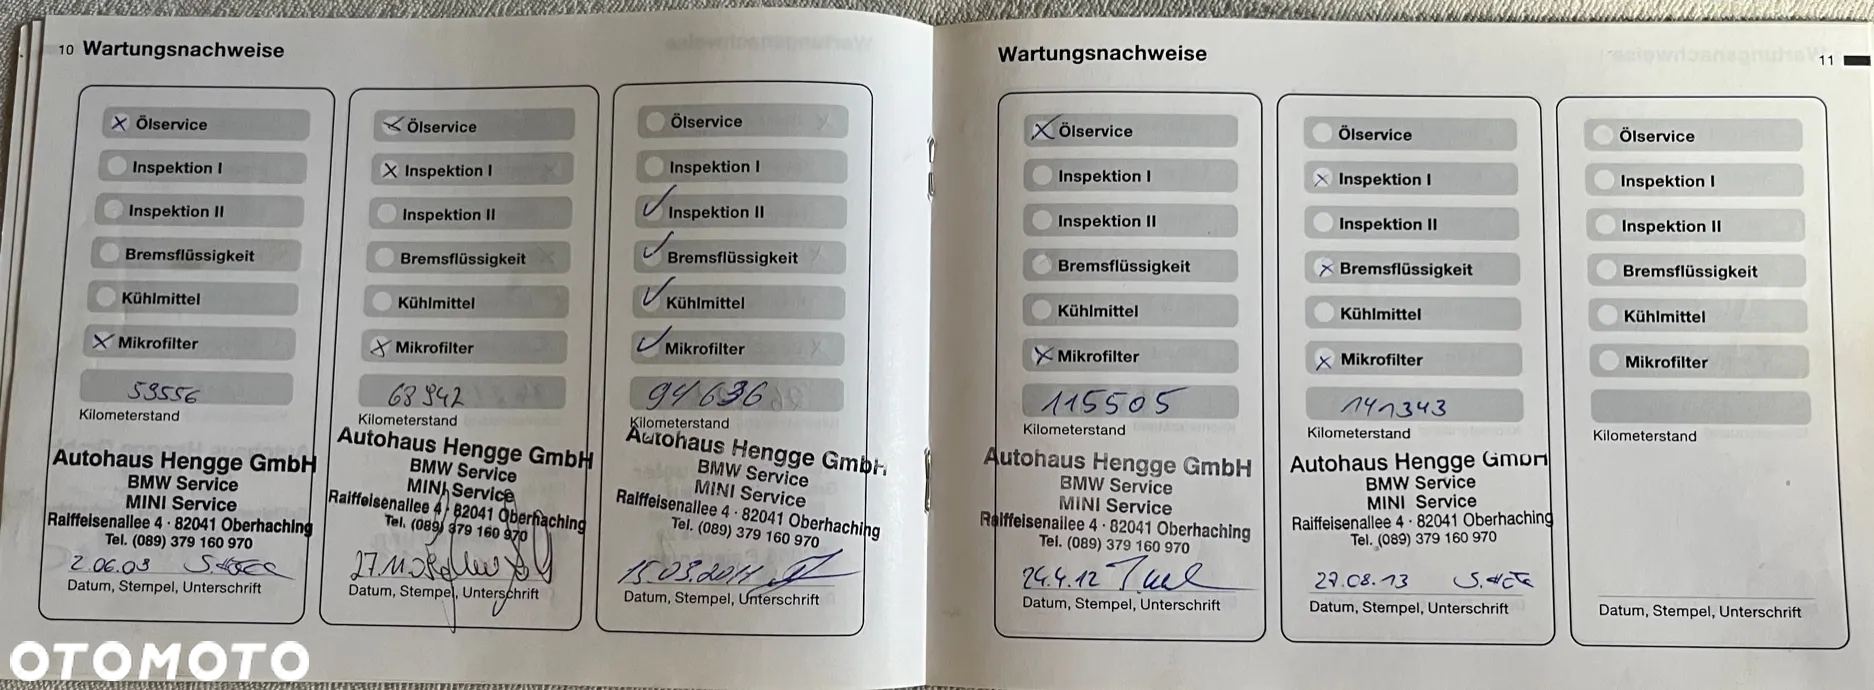 10 Wartungsnachweise
Ölservice
Inspektion I
Inspektion II
Bremsflüssigkeit
Kühlmittel
Mikrofilter
53556
Kilometerstand
Autohaus Hengge GmbH
BMW Service
MINI Service
Raiffeisenallee 4 · 82041 Oberhaching
Tel. (089) 379 160 970
2.06.09
Datum, Stempel, Unterschrift
Ölservice
Inspektion I
Inspektion II
Bremsflüssigkeit
Kühlmittel
Mikrofilter
63942
Kilometerstand
Autohaus Hengge GmbH
BMW Service
MINI Service
Raiffeisenallee 4 · 82041 Oberhaching
Tel. (089) 379 160 970
Datum, Stempel, Unterschrift
Ölservice
Inspektion I
Inspektion II
Bremsflüssigkeit
Kühlmittel
Mikrofilter
94636
Kilometerstand
Autohaus Hengge GmbH
BMW Service
MINI Service
Raiffeisenallee 4 · 82041 Oberhaching
Tel. (089) 379 160 970
15.03.2011
Datum, Stempel, Unterschrift
Wartungsnachweise 11
Ölservice
Inspektion I
Inspektion II
Bremsflüssigkeit
Kühlmittel
Mikrofilter
115505
Kilometerstand
Autohaus Hengge GmbH
BMW Service
MINI Service
Raiffeisenallee 4 · 82041 Oberhaching
Tel. (089) 379 160 970
24.4.12
Datum, Stempel, Unterschrift
Ölservice
Inspektion I
Inspektion II
Bremsflüssigkeit
Kühlmittel
Mikrofilter
141343
Kilometerstand
Autohaus Hengge GmbH
BMW Service
MINI Service
Raiffeisenallee 4 · 82041 Oberhaching
Tel. (089) 379 160 970
27.08.13
Datum, Stempel, Unterschrift
Ölservice
Inspektion I
Inspektion II
Bremsflüssigkeit
Kühlmittel
Mikrofilter
Kilometerstand
Datum, Stempel, Unterschrift
OTOMOTO